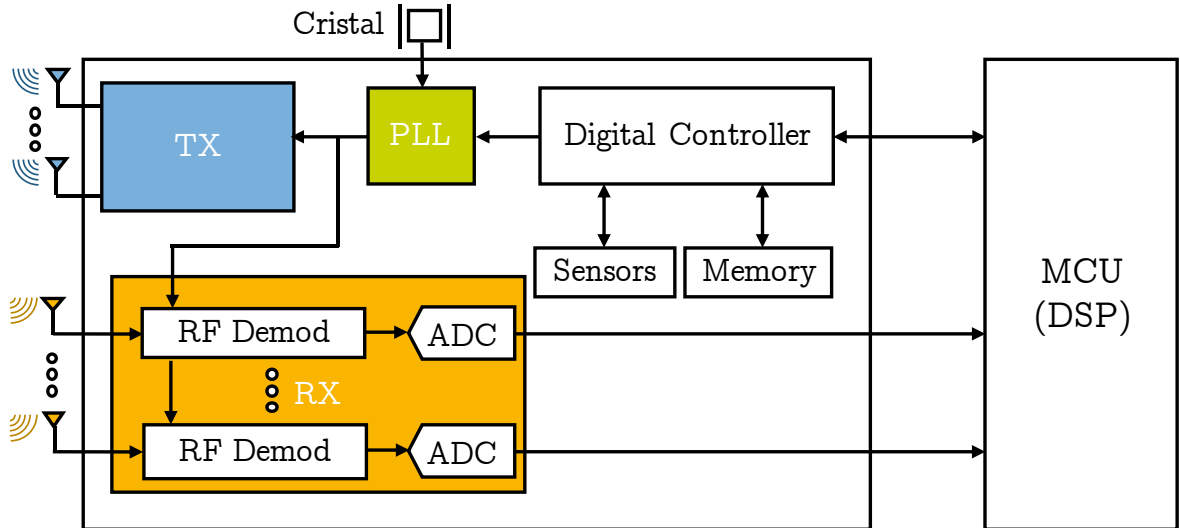 Cristal
TX
PLL
Digital Controller
Sensors
Memory
MCU
(DSP)
RF Demod
ADC
RX
RF Demod
ADC